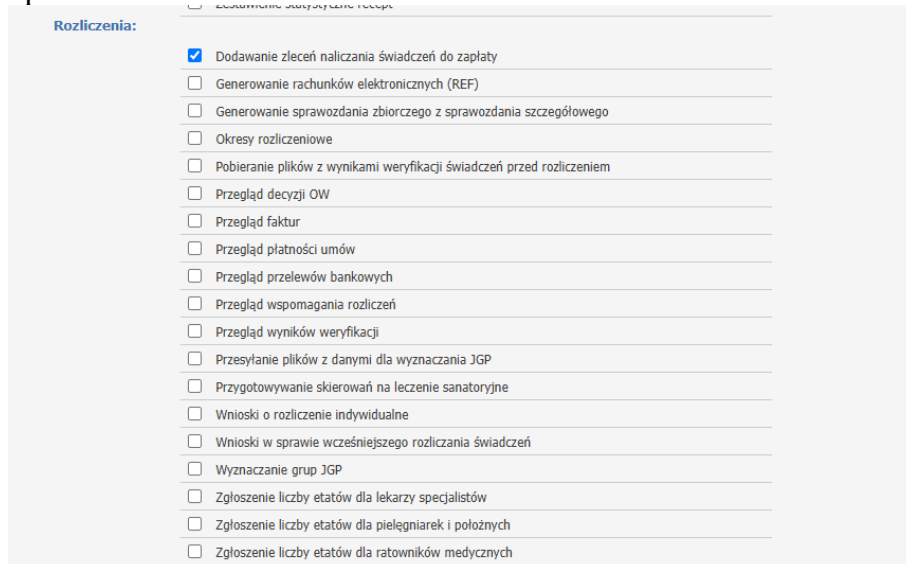 Zestawienie statystyczne recept
Rozliczenia:
Dodawanie zleceń naliczania świadczeń do zapłaty
Generowanie rachunków elektronicznych (REF)
Generowanie sprawozdania zbiorczego z sprawozdania szczegółowego
Okresy rozliczeniowe
Pobieranie plików z wynikami weryfikacji świadczeń przed rozliczeniem
Przegląd decyzji OW
Przegląd faktur
Przegląd płatności umów
Przegląd przelewów bankowych
Przegląd wspomagania rozliczeń
Przegląd wyników weryfikacji
Przesyłanie plików z danymi dla wyznaczania JGP
Przygotowywanie skierowań na leczenie sanatoryjne
Wnioski o rozliczenie indywidualne
Wnioski w sprawie wcześniejszego rozliczania świadczeń
Wyznaczanie grup JGP
Zgłoszenie liczby etatów dla lekarzy specjalistów
Zgłoszenie liczby etatów dla pielęgniarek i położnych
Zgłoszenie liczby etatów dla ratowników medycznych